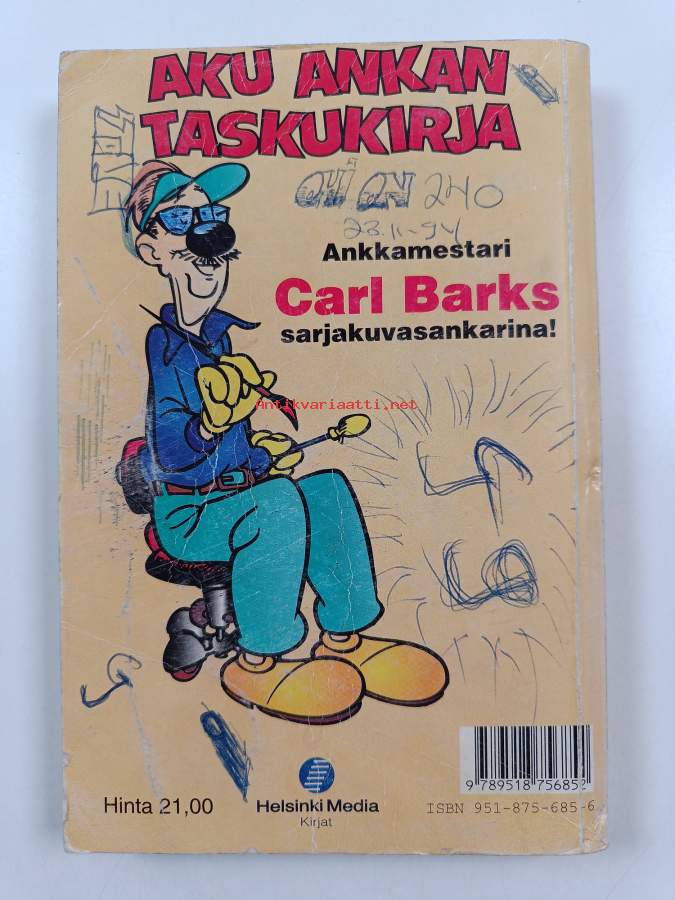 AKU ANKAN
TASKUKIRJA
240
23.11-94
Ankkamestari
Carl Barks
sarjakuvasankarina!
Antikvariaatti.net
Hinta 21,00
Helsinki Media
Kirjat
9 789518 756852
ISBN 951-875-685-6